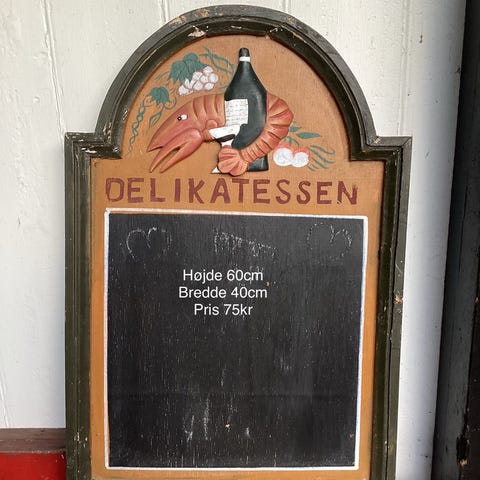 DELIKATESSEN
Højde 60cm
Bredde 40cm
Pris 75kr